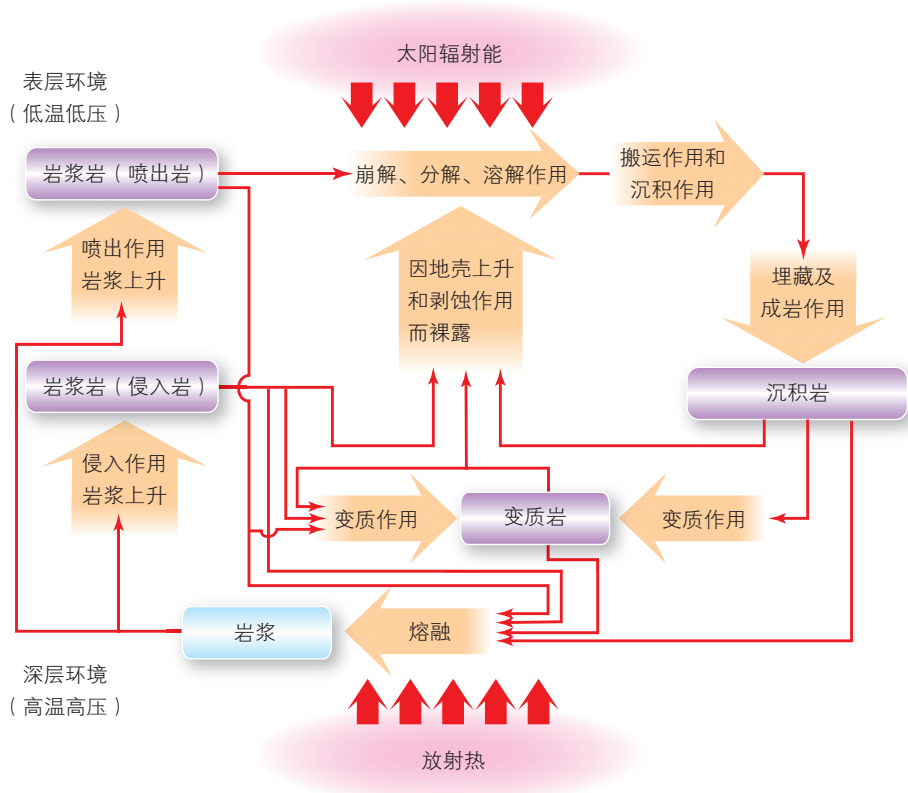 太阳辐射能
表层环境
（低温低压）
岩浆岩（喷出岩）
崩解、分解、溶解作用
搬运作用和
沉积作用
喷出作用
岩浆上升
因地壳上升
和剥蚀作用
而裸露
埋藏及
成岩作用
岩浆岩（侵入岩）
沉积岩
侵入作用
岩浆上升
变质作用
变质岩
变质作用
岩浆
熔融
深层环境
（高温高压）
放射热